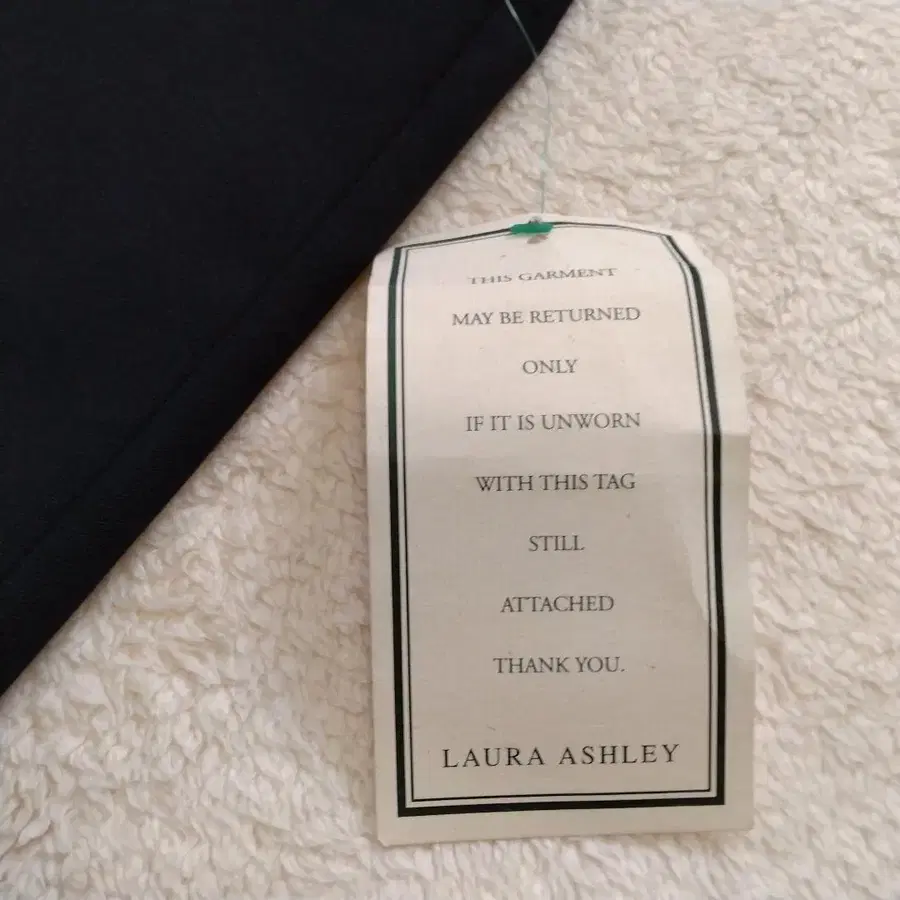 THIS GARMENT
MAY BE RETURNED
ONLY
IF IT IS UNWORN
WITH THIS TAG
STILL
ATTACHED
THANK YOU.
LAURA ASHLEY